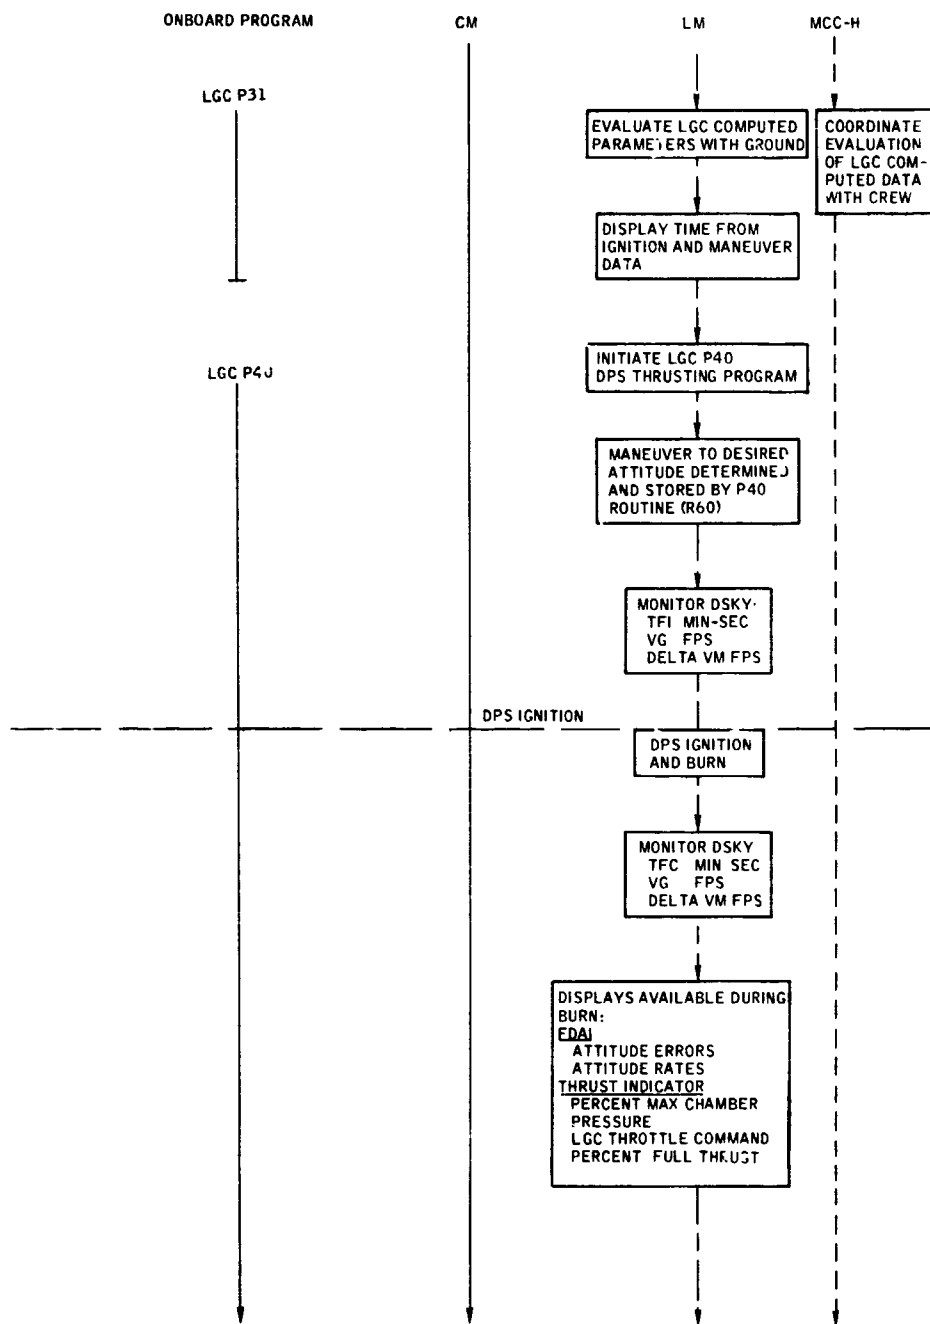 ONBOARD PROGRAM CM LM MCC-H
LGC P31
EVALUATE LGC COMPUTED
PARAMETERS WITH GROUND
COORDINATE
EVALUATION
OF LGC COM-
PUTED DATA
WITH CREW
DISPLAY TIME FROM
IGNITION AND MANEUVER
DATA
INITIATE LGC P40
DPS THRUSTING PROGRAM
LGC P40
MANEUVER TO DESIRED
ATTITUDE DETERMINED
AND STORED BY P40
ROUTINE (R60)
MONITOR DSKY·
TFI MIN-SEC
VG FPS
DELTA VM FPS
DPS IGNITION
DPS IGNITION
AND BURN
MONITOR DSKY
TFC MIN SEC
VG FPS
DELTA VM FPS
DISPLAYS AVAILABLE DURING
BURN:
FDAI
ATTITUDE ERRORS
ATTITUDE RATES
THRUST INDICATOR
PERCENT MAX CHAMBER
PRESSURE
LGC THROTTLE COMMAND
PERCENT FULL THRUST